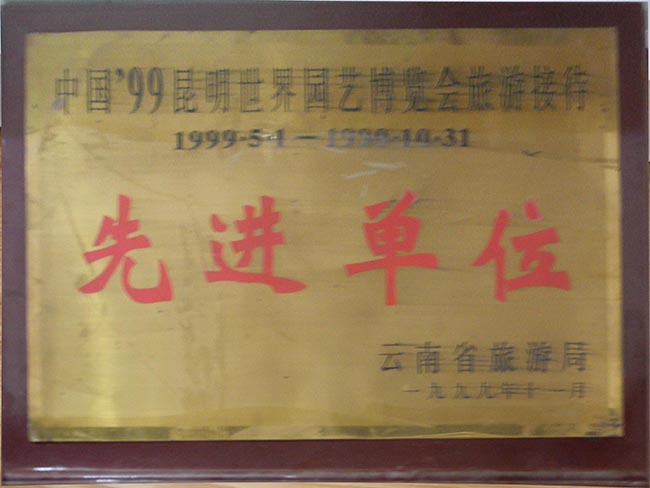 中国'99昆明世界园艺博览会旅游接待
1999-5-1—1999-10-31
先进单位
云南省旅游局
一九九九年十一月